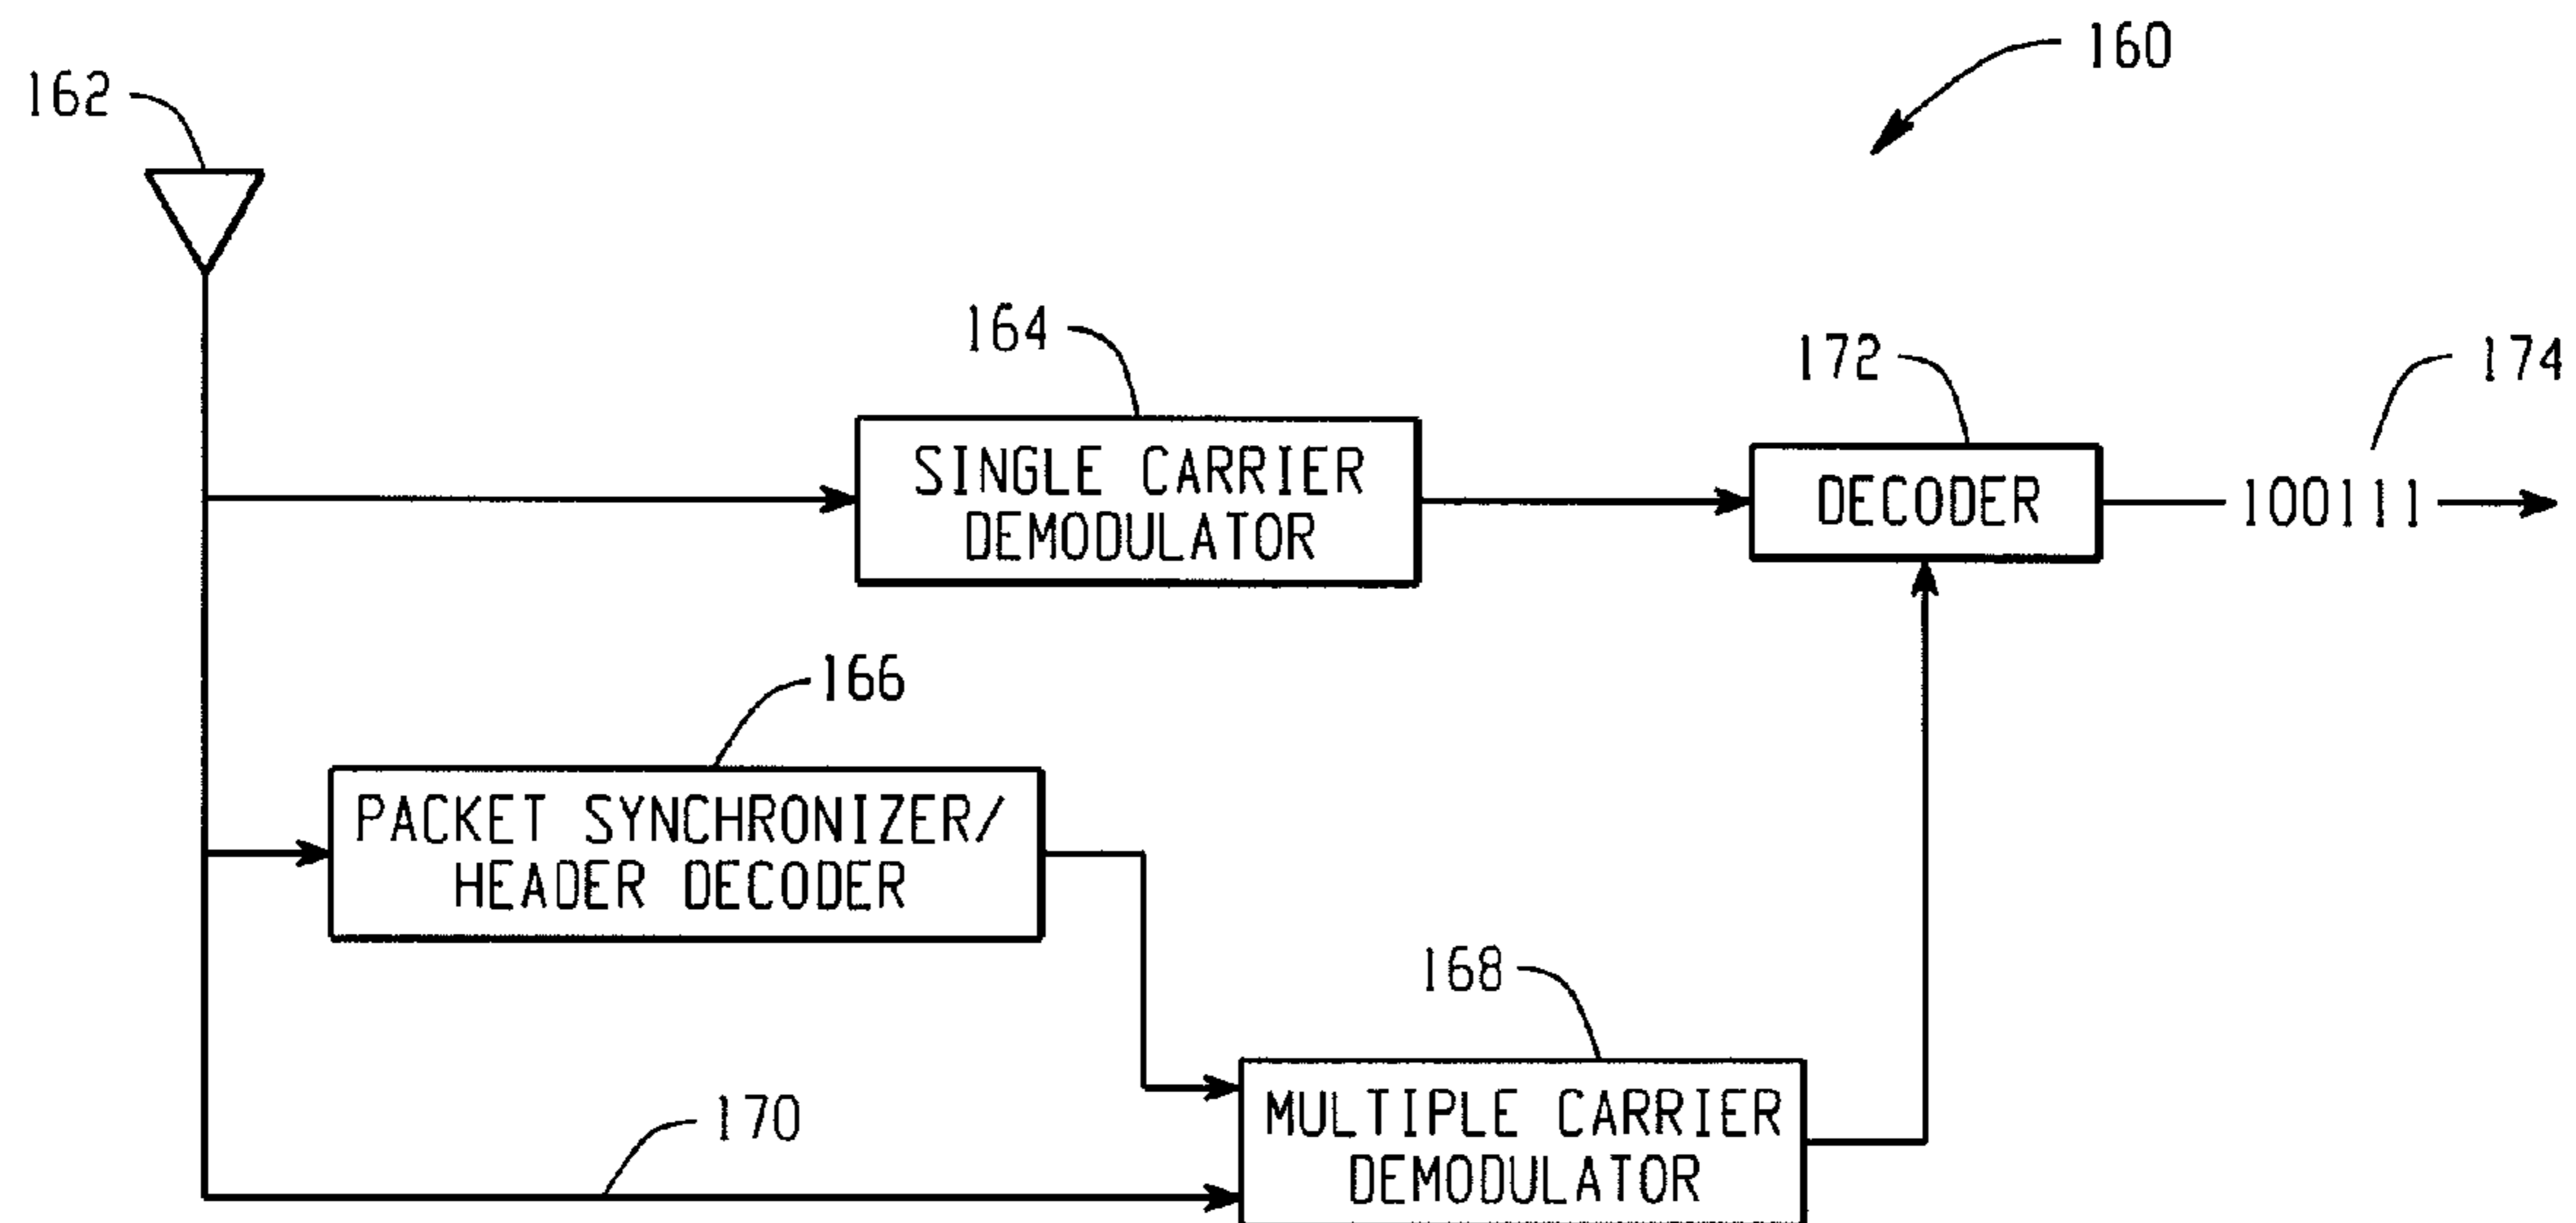 160
162
164
172
174
SINGLE CARRIER
DEMODULATOR
DECODER
100111
166
PACKET SYNCHRONIZER/
HEADER DECODER
168
170
MULTIPLE CARRIER
DEMODULATOR